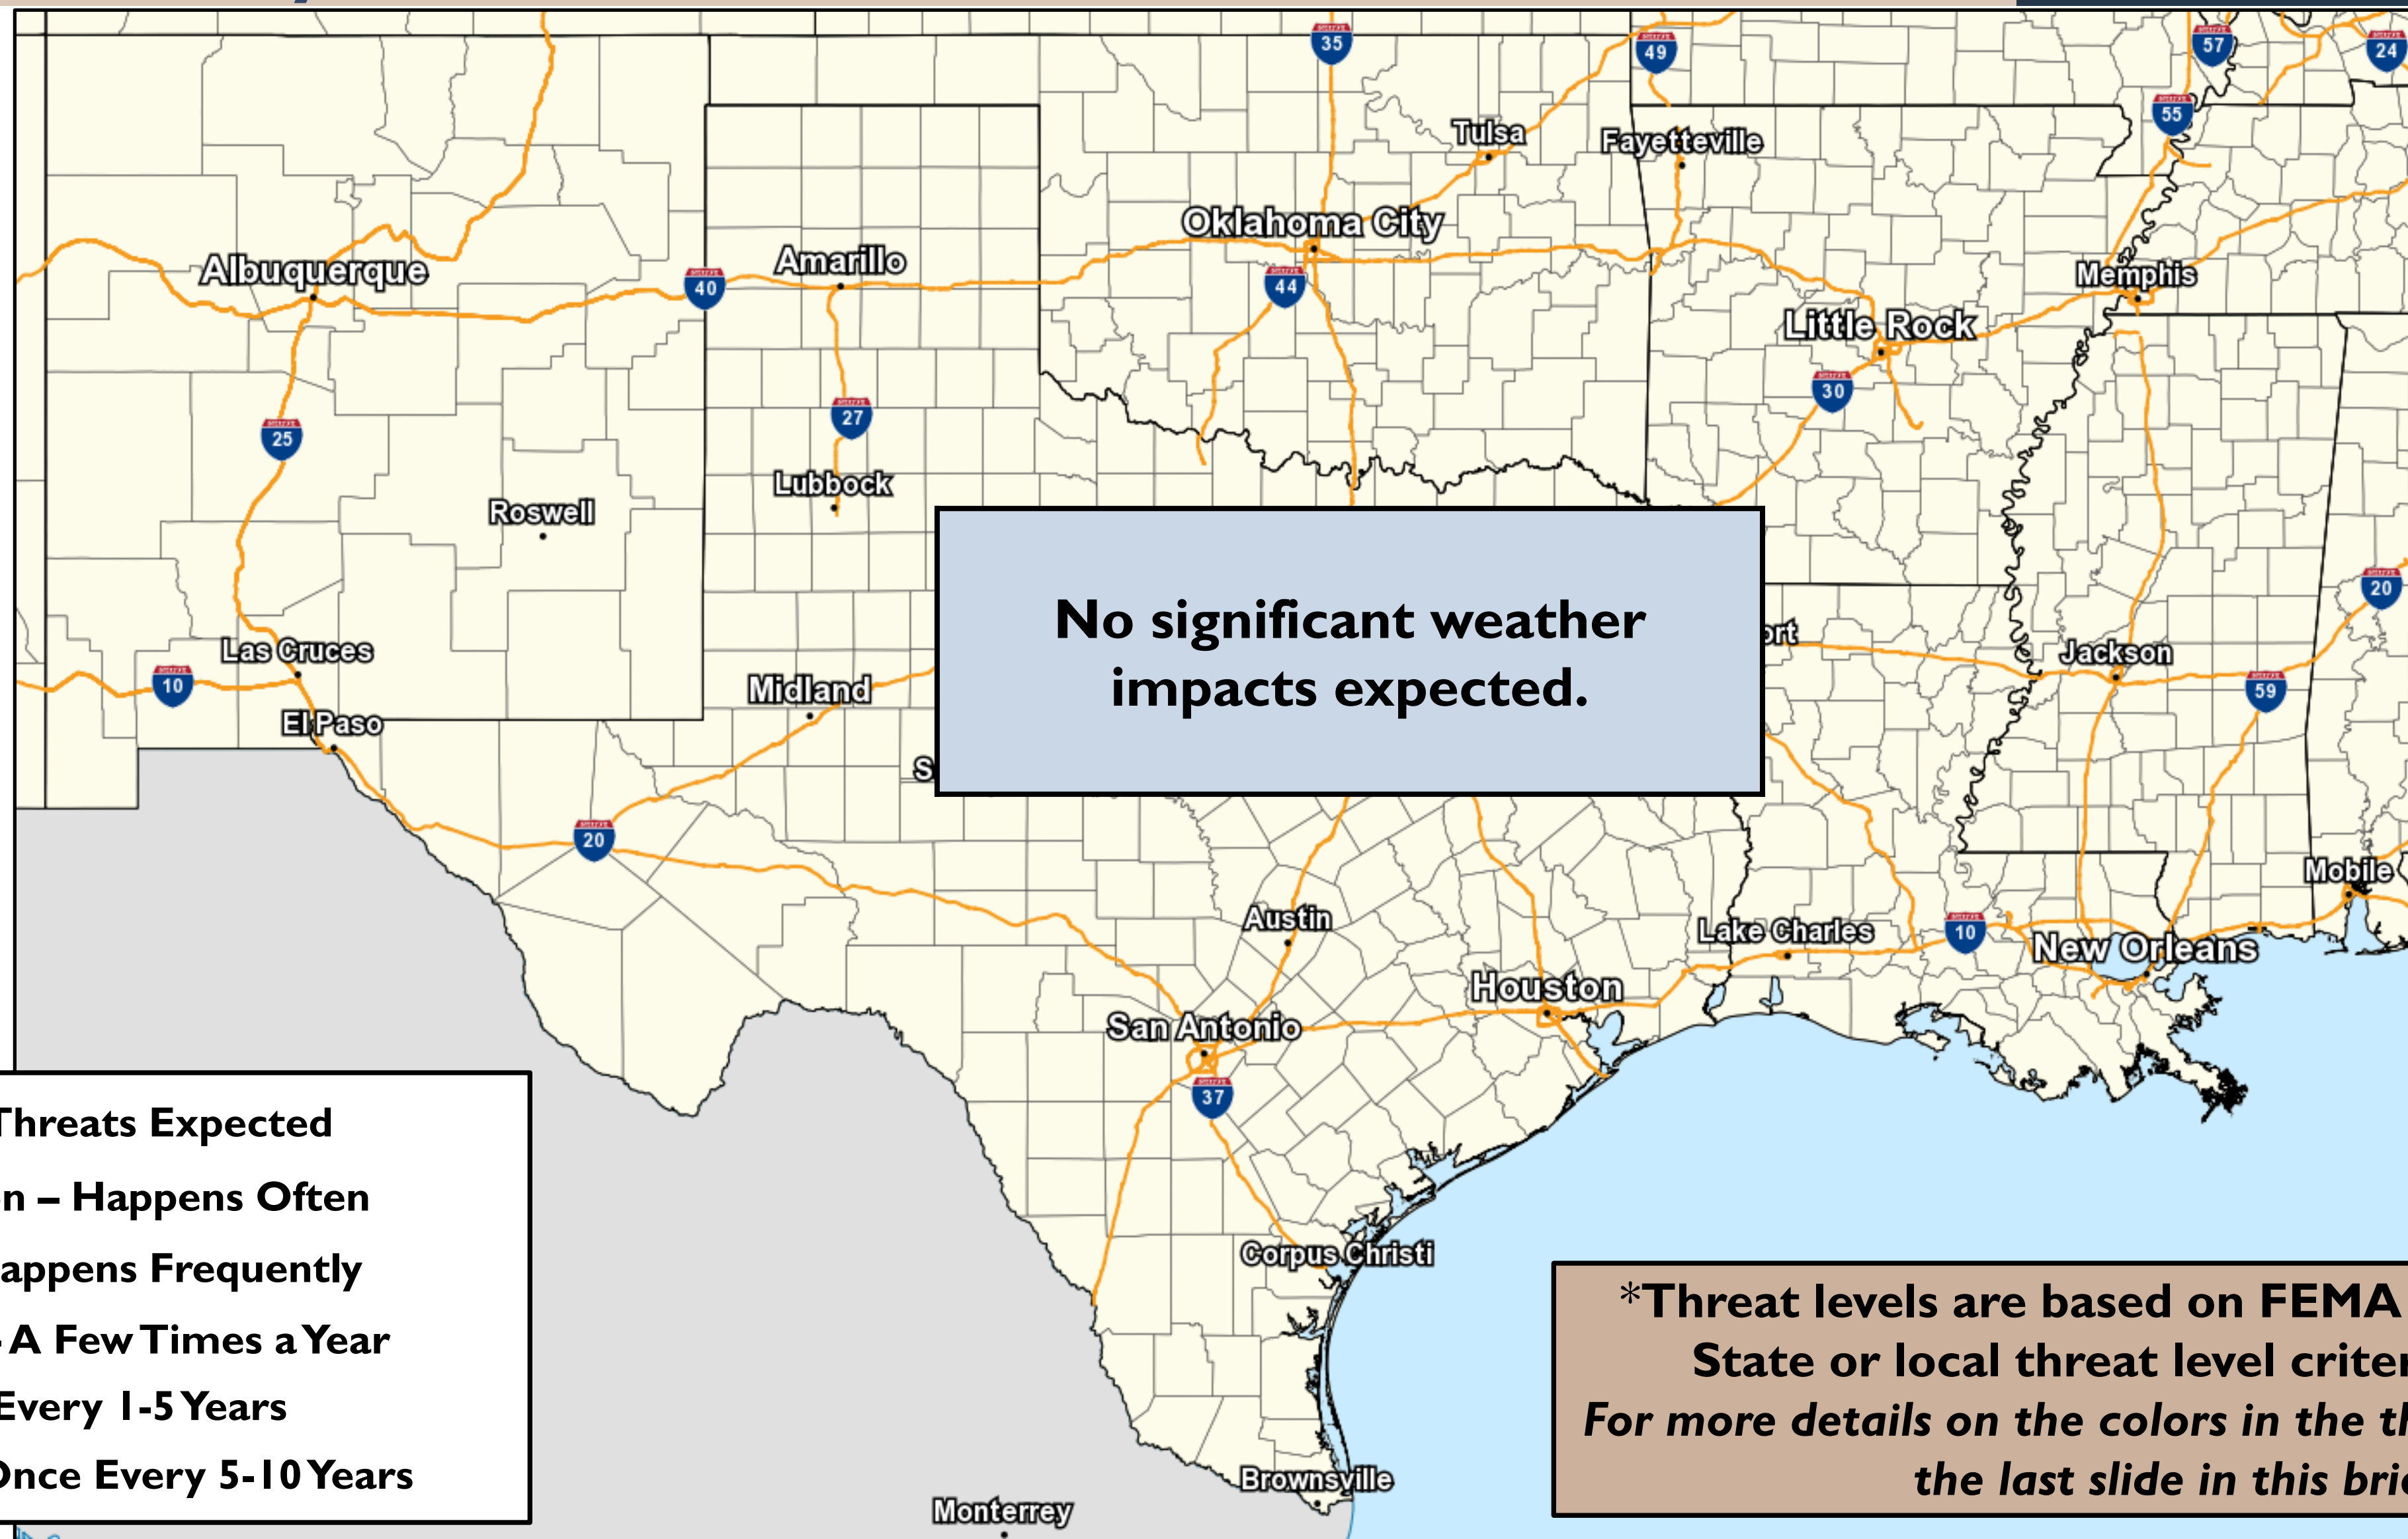 35
49
57
24
55
Tulsa
Fayetteville
Oklahoma City
Albuquerque
Amarillo
40
44
Memphis
Little Rock
30
27
25
Lubbock
Roswell
No significant weather
impacts expected.
20
ort
Las Cruces
Jackson
10
Midland
59
El Paso
S
20
Mobile
Austin
Lake Charles
10
New Orleans
Houston
San Antonio
37
Threats Expected
n – Happens Often
appens Frequently
- A Few Times a Year
Every 1-5 Years
Once Every 5-10 Years
Corpus Christi
*Threat levels are based on FEMA
State or local threat level criter
For more details on the colors in the th
the last slide in this brie
Brownsville
Monterrey